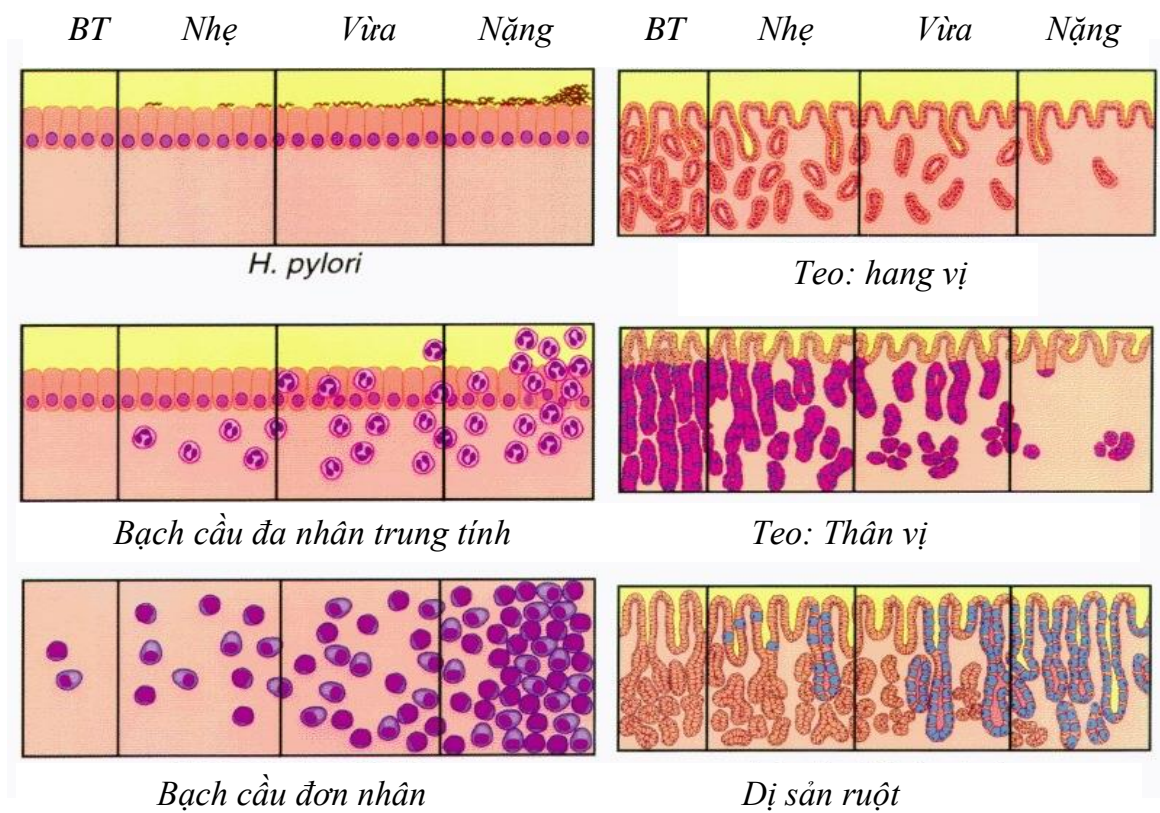 BT Nhẹ Vừa Nặng BT Nhẹ Vừa Nặng
H. pylori
Teo: hang vị
Bạch cầu đa nhân trung tính
Teo: Thân vị
Bạch cầu đơn nhân
Dị sản ruột